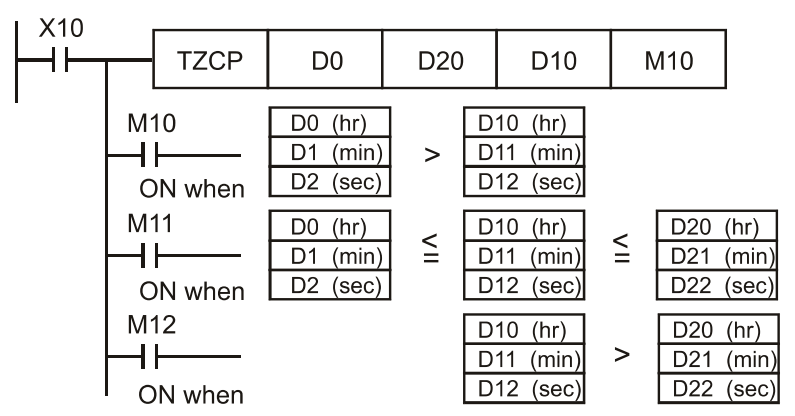 X10
TZCP D0 D20 D10 M10
M10
D0 (hr) D10 (hr)
D1 (min) > D11 (min)
D2 (sec) D12 (sec)
ON when
M11
D0 (hr) D10 (hr) D20 (hr)
D1 (min) ≦ D11 (min) ≦ D21 (min)
D2 (sec) D12 (sec) D22 (sec)
ON when
M12
D10 (hr) D20 (hr)
D11 (min) > D21 (min)
D12 (sec) D22 (sec)
ON when